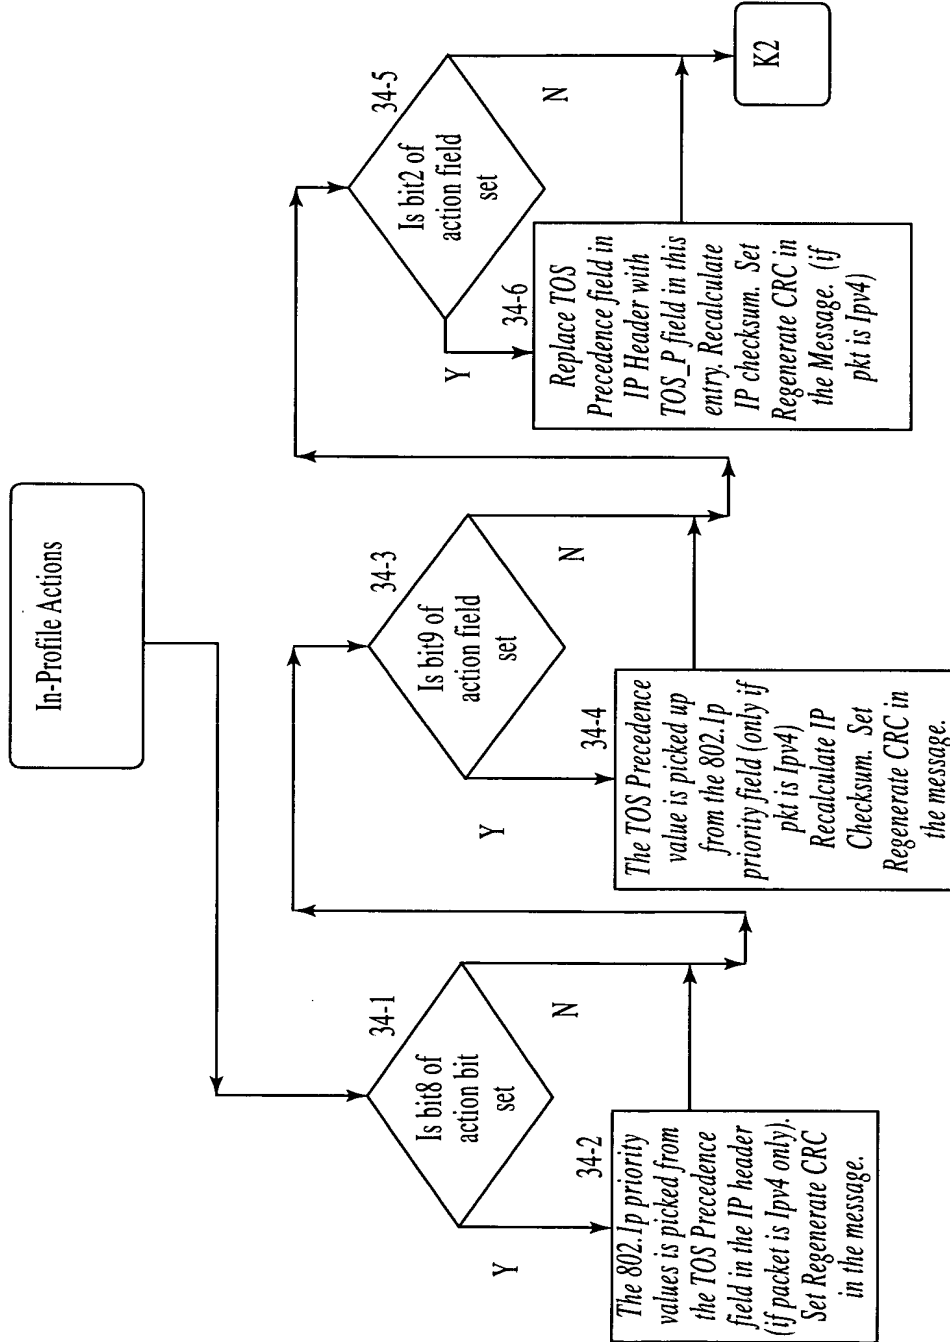 In-Profile Actions
34-1
Is bit8 of
action bit
set
Y
N
34-2
The 802.1p priority
values is picked from
the TOS Precedence
field in the IP header
(if packet is Ipv4 only).
Set Regenerate CRC
in the message.
34-3
Is bit9 of
action field
set
Y
N
34-4
The TOS Precedence
value is picked up
from the 802.1p
priority field (only if
pkt is Ipv4)
Recalculate IP
Checksum. Set
Regenerate CRC in
the message.
34-5
Is bit2 of
action field
set
Y
N
34-6
Replace TOS
Precedence field in
IP Header with
TOS_P field in this
entry. Recalculate
IP checksum. Set
Regenerate CRC in
the Message. (if
pkt is Ipv4)
K2